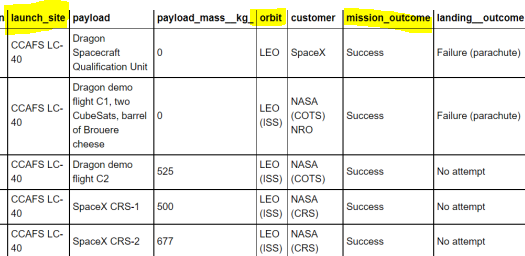 n launch_site payload payload_mass__kg_ orbit customer mission_outcome landing__outcome
CCAFS LC-
40
Dragon
Spacecraft
Qualification Unit
0
LEO
SpaceX
Success
Failure (parachute)
CCAFS LC-
40
Dragon demo
flight C1, two
CubeSats, barrel
of Brouere
cheese
0
LEO
(ISS)
NASA
(COTS)
NRO
Success
Failure (parachute)
CCAFS LC-
40
Dragon demo
flight C2
525
LEO
(ISS)
NASA
(COTS)
Success
No attempt
CCAFS LC-
40
SpaceX CRS-1
500
LEO
(ISS)
NASA
(CRS)
Success
No attempt
CCAFS LC-
40
SpaceX CRS-2
677
LEO
(ISS)
NASA
(CRS)
Success
No attempt